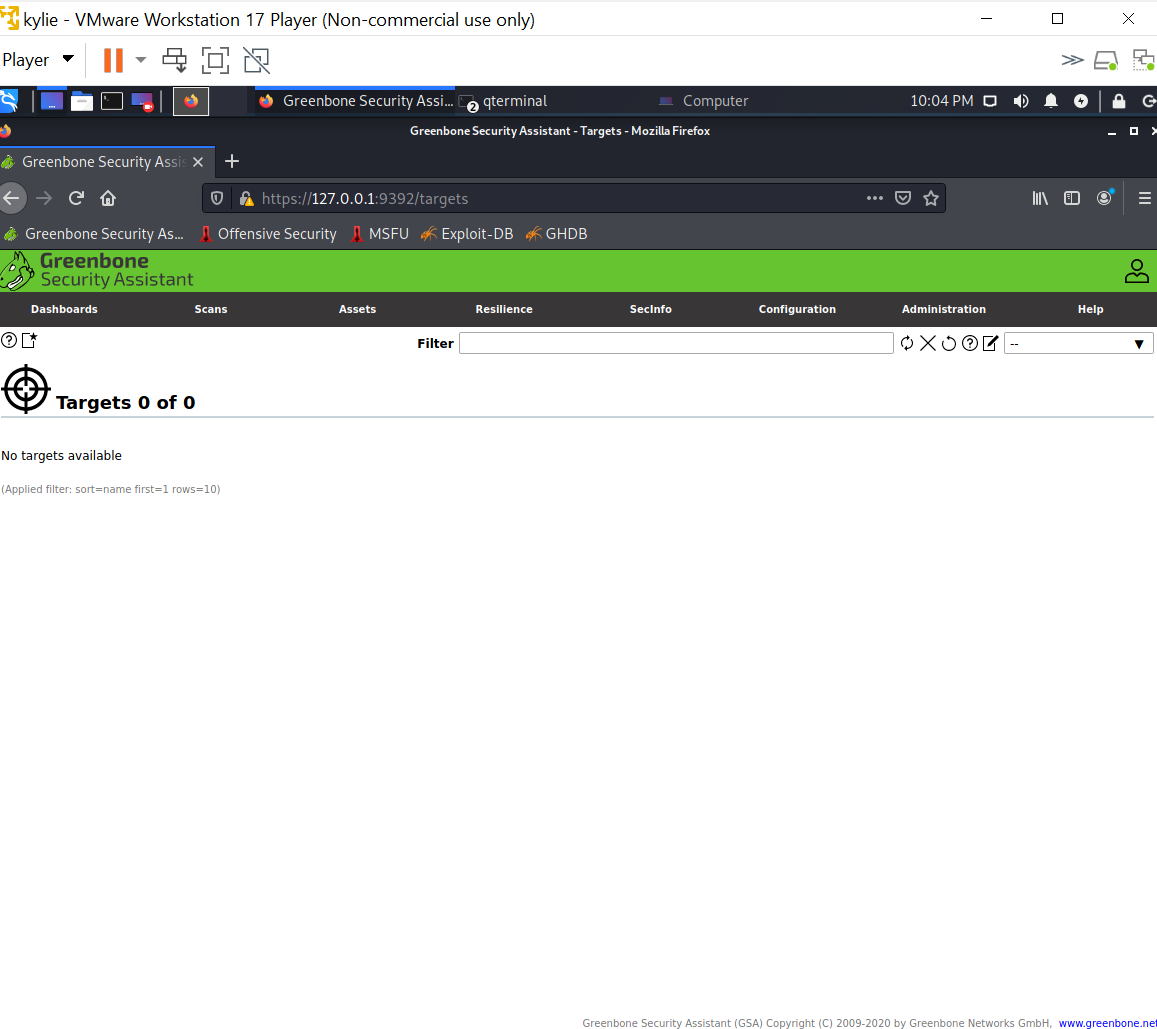 kylie - VMware Workstation 17 Player (Non-commercial use only)
Player
Greenbone Security Assi... 2 qterminal Computer 10:04 PM
Greenbone Security Assistant - Targets - Mozilla Firefox
Greenbone Security Assis
https://127.0.0.1:9392/targets
Greenbone Security As... Offensive Security MSFU Exploit-DB GHDB
Greenbone
Security Assistant
Dashboards Scans Assets Resilience SecInfo Configuration Administration Help
Filter --
Targets 0 of 0
No targets available
(Applied filter: sort=name first=1 rows=10)
Greenbone Security Assistant (GSA) Copyright (C) 2009-2020 by Greenbone Networks GmbH, www.greenbone.net